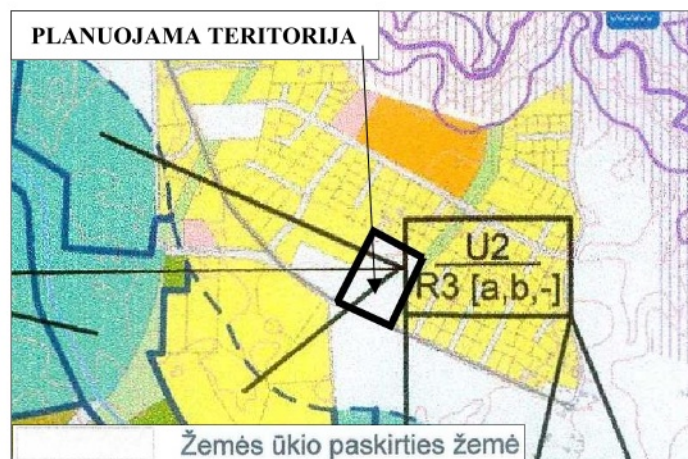 PLANUOJAMA TERITORIJA
U2
R3 [a,b,-]
Žemės ūkio paskirties žemė